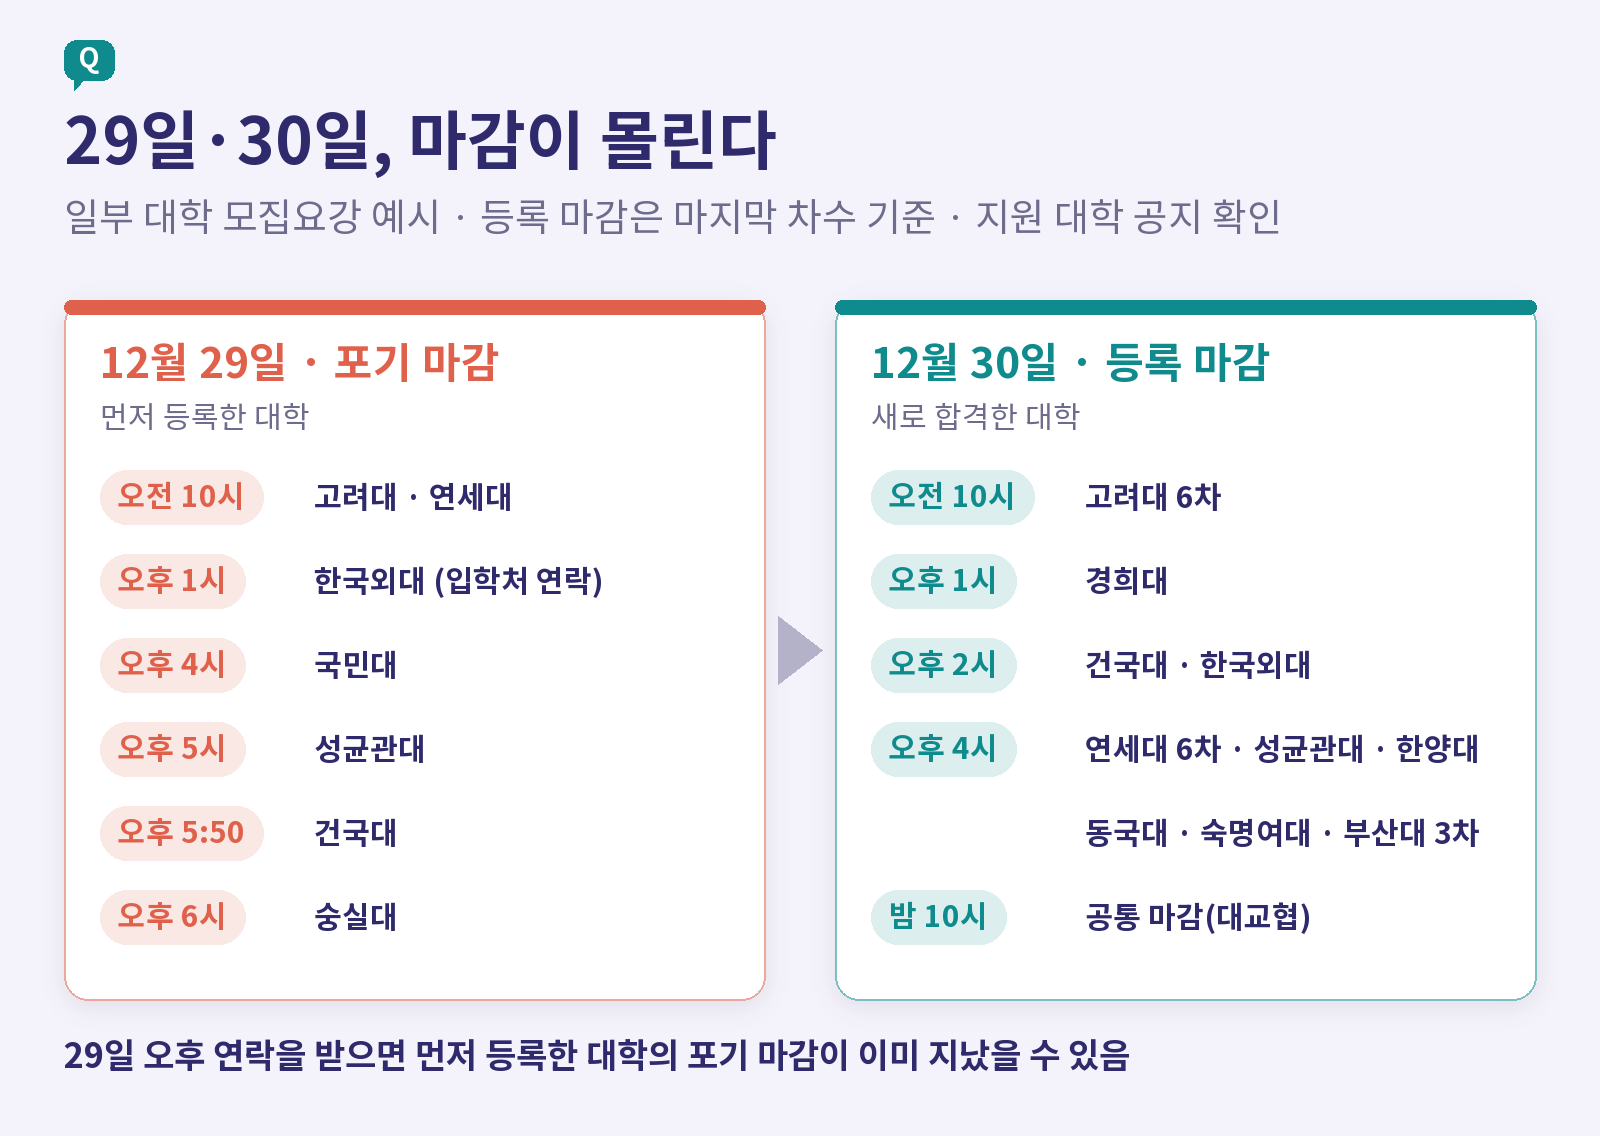 Q
29일·30일, 마감이 몰린다
일부 대학 모집요강 예시 · 등록 마감은 마지막 차수 기준 · 지원 대학 공지 확인
12월 29일 · 포기 마감
먼저 등록한 대학
오전 10시 고려대 · 연세대
오후 1시 한국외대 (입학처 연락)
오후 4시 국민대
오후 5시 성균관대
오후 5:50 건국대
오후 6시 숭실대
12월 30일 · 등록 마감
새로 합격한 대학
오전 10시 고려대 6차
오후 1시 경희대
오후 2시 건국대 · 한국외대
오후 4시 연세대 6차 · 성균관대 · 한양대
동국대 · 숙명여대 · 부산대 3차
밤 10시 공통 마감(대교협)
29일 오후 연락을 받으면 먼저 등록한 대학의 포기 마감이 이미 지났을 수 있음